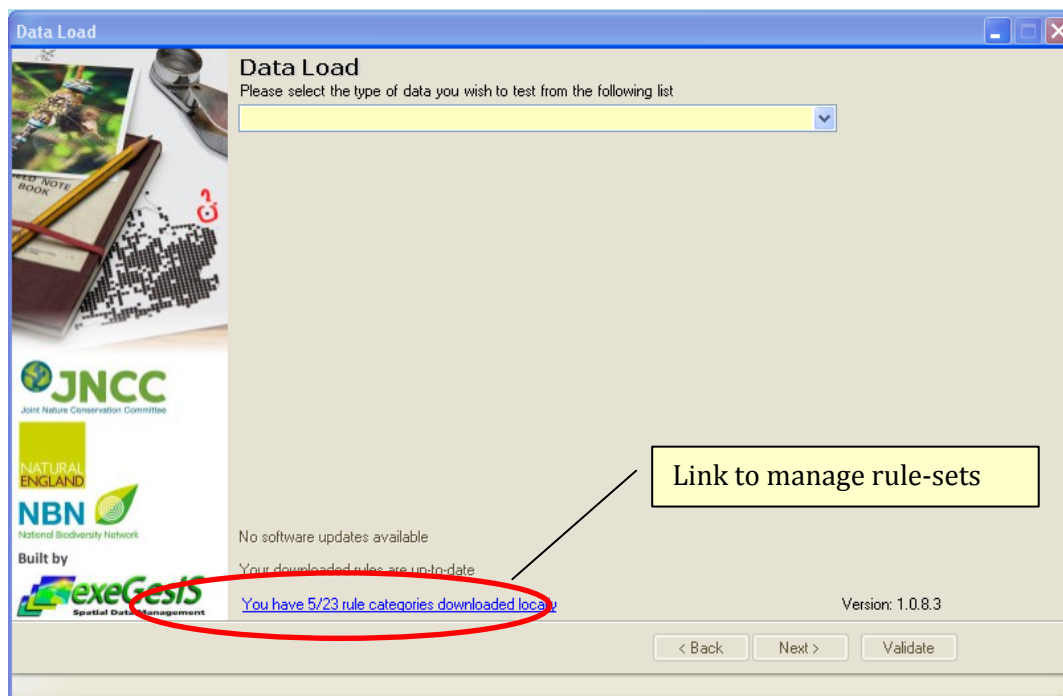 Data Load
Data Load
Please select the type of data you wish to test from the following list
FIELD NOTE
BOOK
JNCC
Joint Nature Conservation Committee
NATURAL
ENGLAND
NBN
National Biodiversity Network
Built by
exeGesIS
Spatial Data Management
Link to manage rule-sets
No software updates available
Your downloaded rules are up-to-date
You have 5/23 rule categories downloaded locally
Version: 1.0.8.3
< Back
Next >
Validate